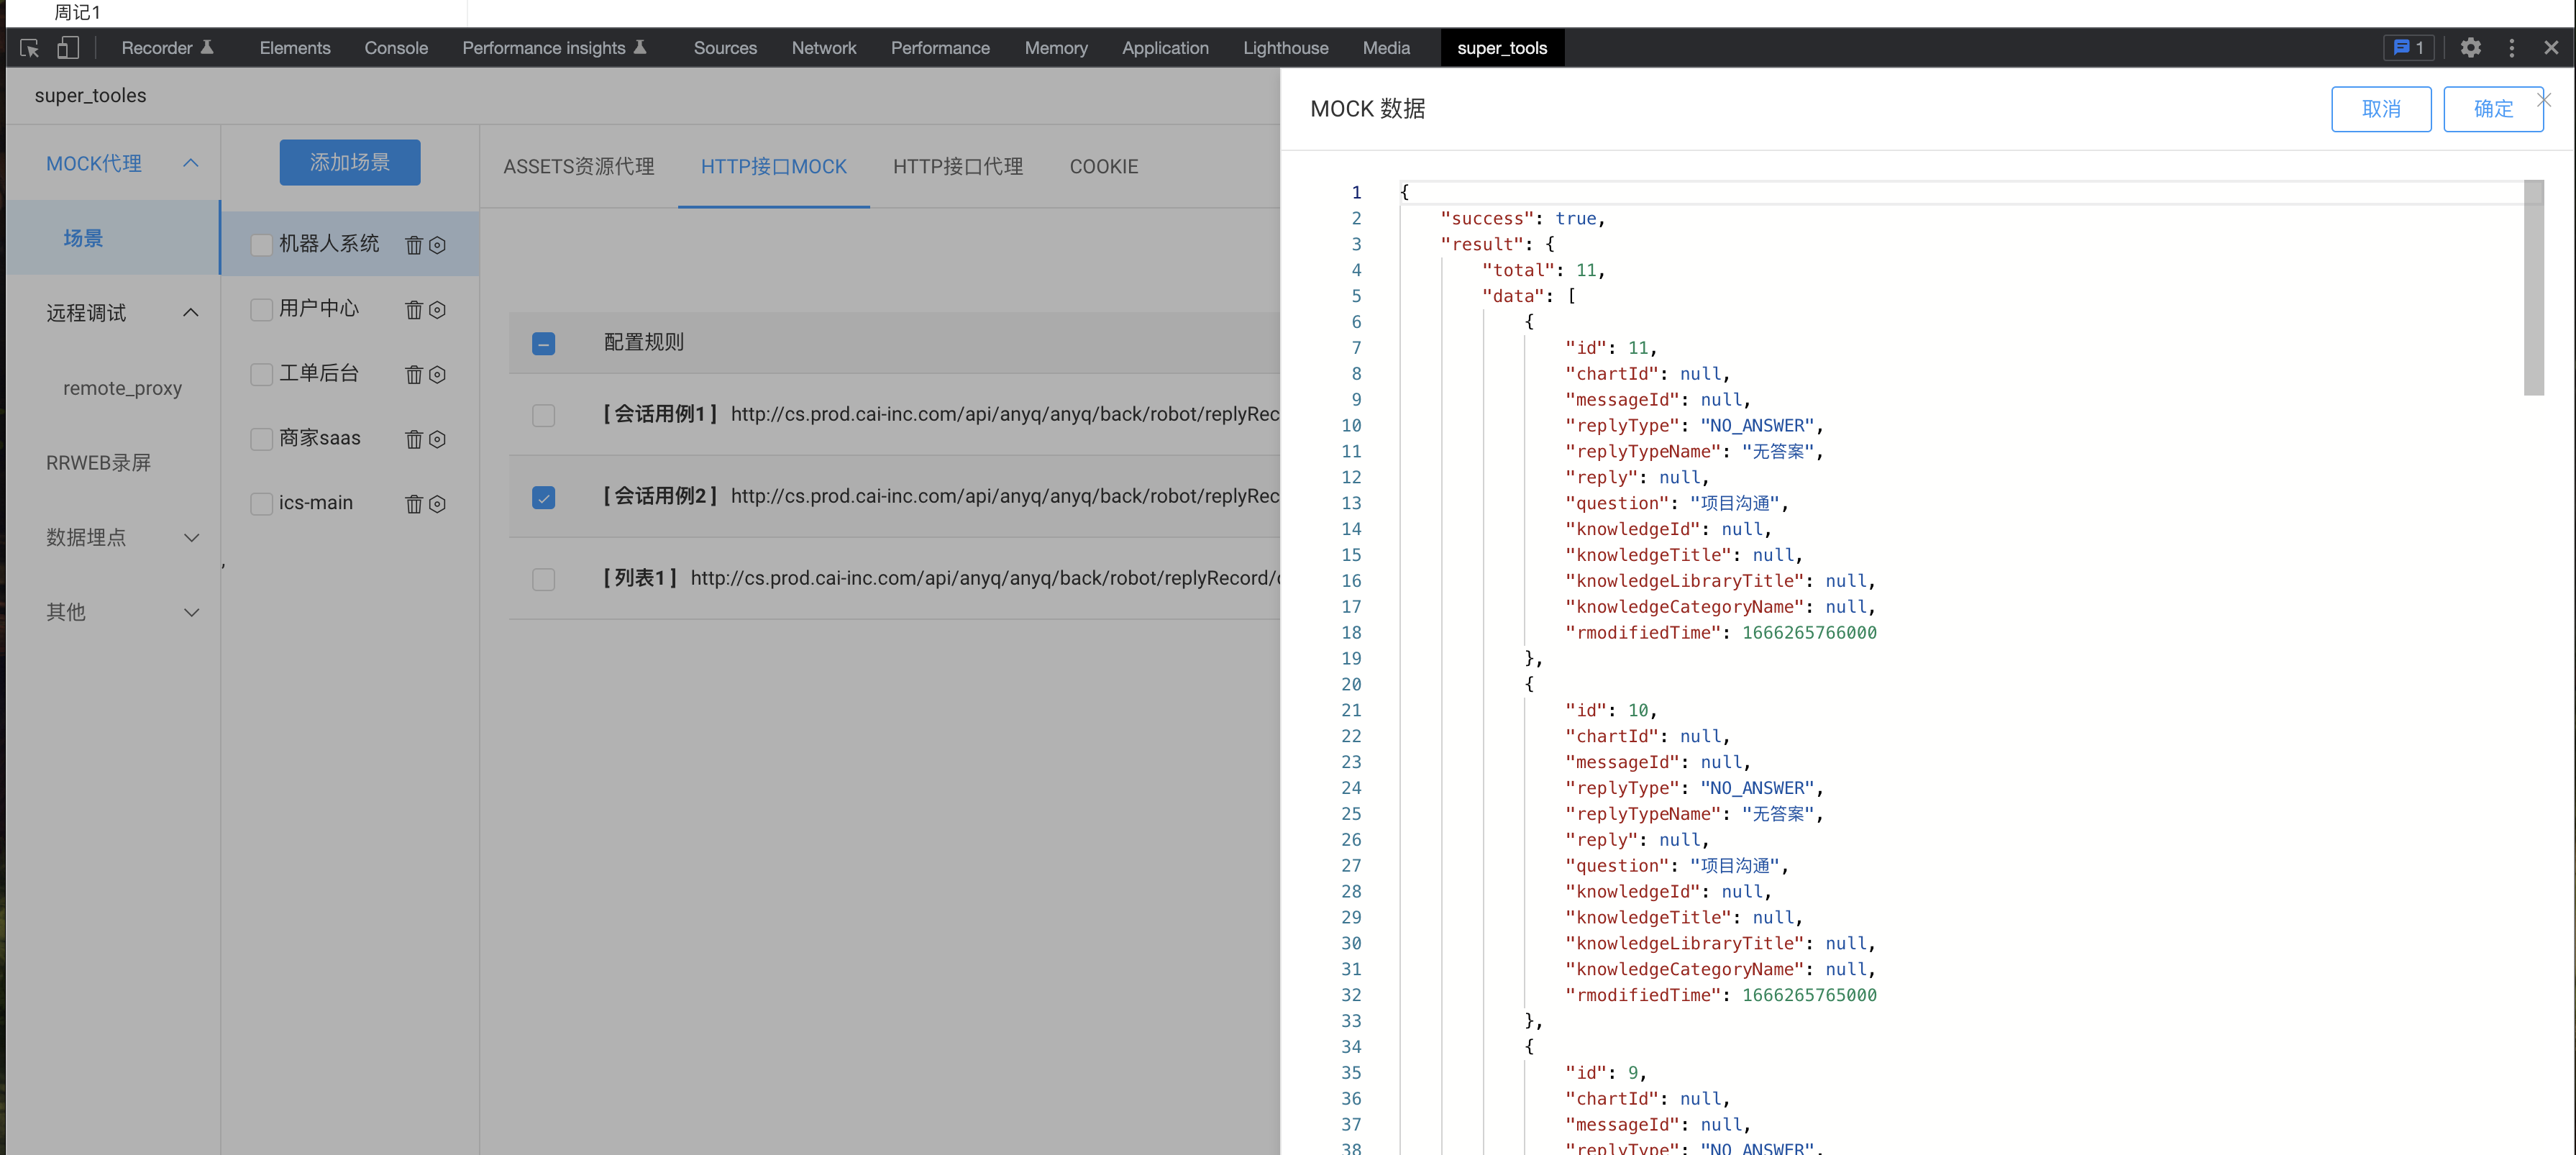 周记1
Recorder Elements Console Performance insights Sources Network Performance Memory Application Lighthouse Media super_tools 1
super_tooles
MOCK代理
场景
远程调试
remote_proxy
RRWEB录屏
数据埋点
其他
添加场景
机器人系统
用户中心
工单后台
商家saas
ics-main
,
ASSETS资源代理 HTTP接口MOCK HTTP接口代理 COOKIE
配置规则
[ 会话用例1 ] http://cs.prod.cai-inc.com/api/anyq/anyq/back/robot/replyRec
[ 会话用例2 ] http://cs.prod.cai-inc.com/api/anyq/anyq/back/robot/replyRec
[ 列表1 ] http://cs.prod.cai-inc.com/api/anyq/anyq/back/robot/replyRecord/
MOCK 数据
取消 确定
1 {
2 "success": true,
3 "result": {
4 "total": 11,
5 "data": [
6 {
7 "id": 11,
8 "chartId": null,
9 "messageId": null,
10 "replyType": "NO_ANSWER",
11 "replyTypeName": "无答案",
12 "reply": null,
13 "question": "项目沟通",
14 "knowledgeId": null,
15 "knowledgeTitle": null,
16 "knowledgeLibraryTitle": null,
17 "knowledgeCategoryName": null,
18 "rmodifiedTime": 1666265766000
19 },
20 {
21 "id": 10,
22 "chartId": null,
23 "messageId": null,
24 "replyType": "NO_ANSWER",
25 "replyTypeName": "无答案",
26 "reply": null,
27 "question": "项目沟通",
28 "knowledgeId": null,
29 "knowledgeTitle": null,
30 "knowledgeLibraryTitle": null,
31 "knowledgeCategoryName": null,
32 "rmodifiedTime": 1666265765000
33 },
34 {
35 "id": 9,
36 "chartId": null,
37 "messageId": null,
38 "replyType": "NO_ANSWER",